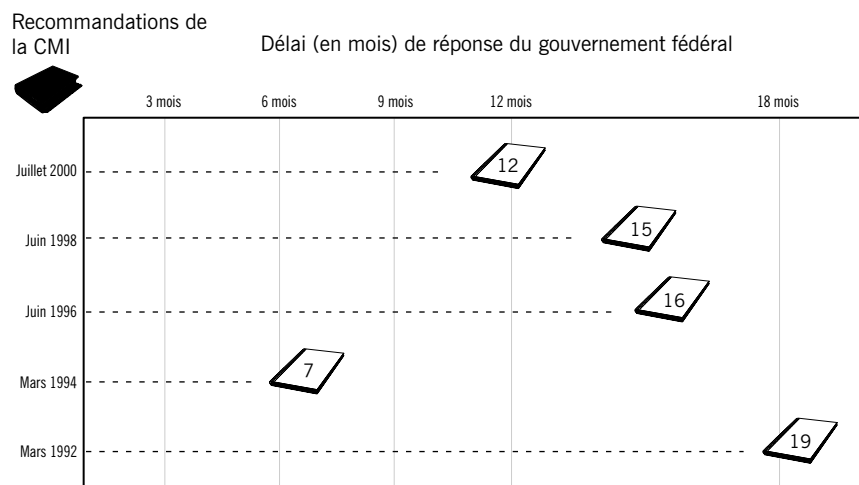 Recommandations de
la CMI
Délai (en mois) de réponse du gouvernement fédéral
3 mois 6 mois 9 mois 12 mois 18 mois
Juillet 2000 12
Juin 1998 15
Juin 1996 16
Mars 1994 7
Mars 1992 19